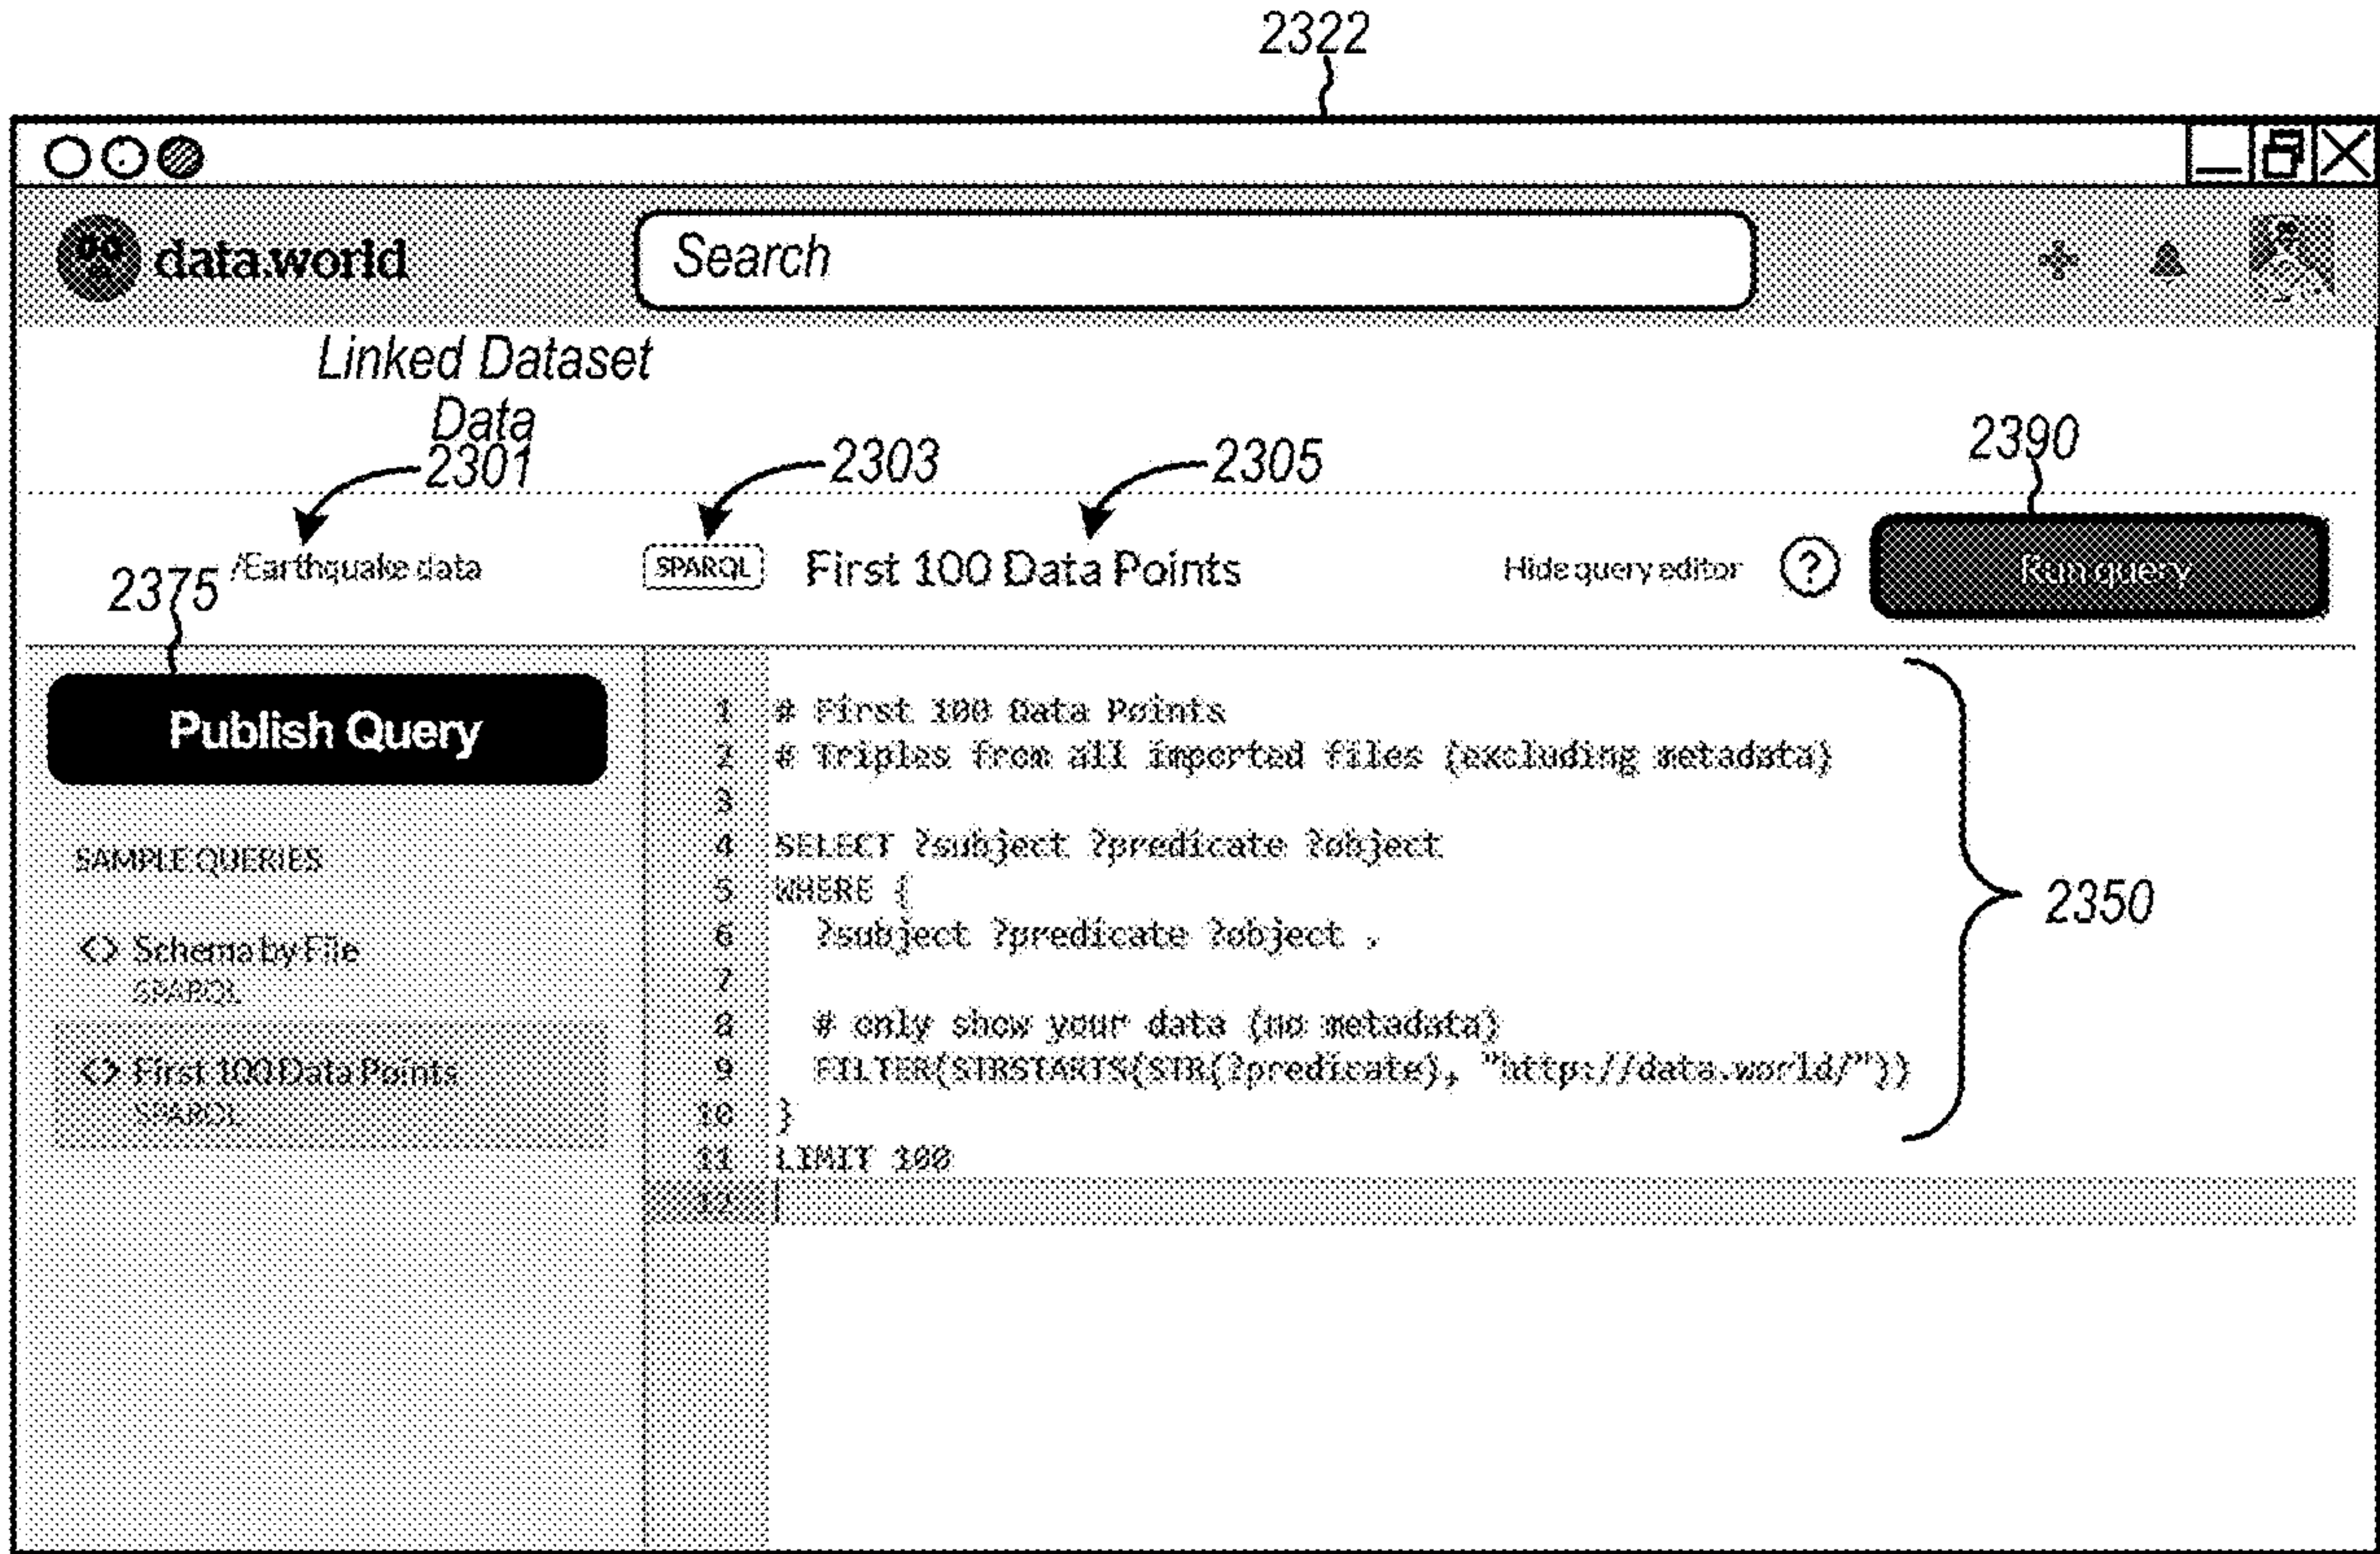 2322
data.world
Search
Linked Dataset
Data
2301
2303
2305
2390
/Earthquake data
SPARQL
First 100 Data Points
Hide query editor
?
Run query
2375
Publish Query
SAMPLE QUERIES
<> Schema by File
SPARQL
<> First 100 Data Points
SPARQL
1 # First 100 Data Points
2 # Triples from all imported files (excluding metadata)
3
4 SELECT ?subject ?predicate ?object
5 WHERE {
6 ?subject ?predicate ?object .
7
8 # only show your data (no metadata)
9 FILTER(STRSTARTS(STR(?predicate), "http://data.world/"))
10 }
11 LIMIT 100
12
2350